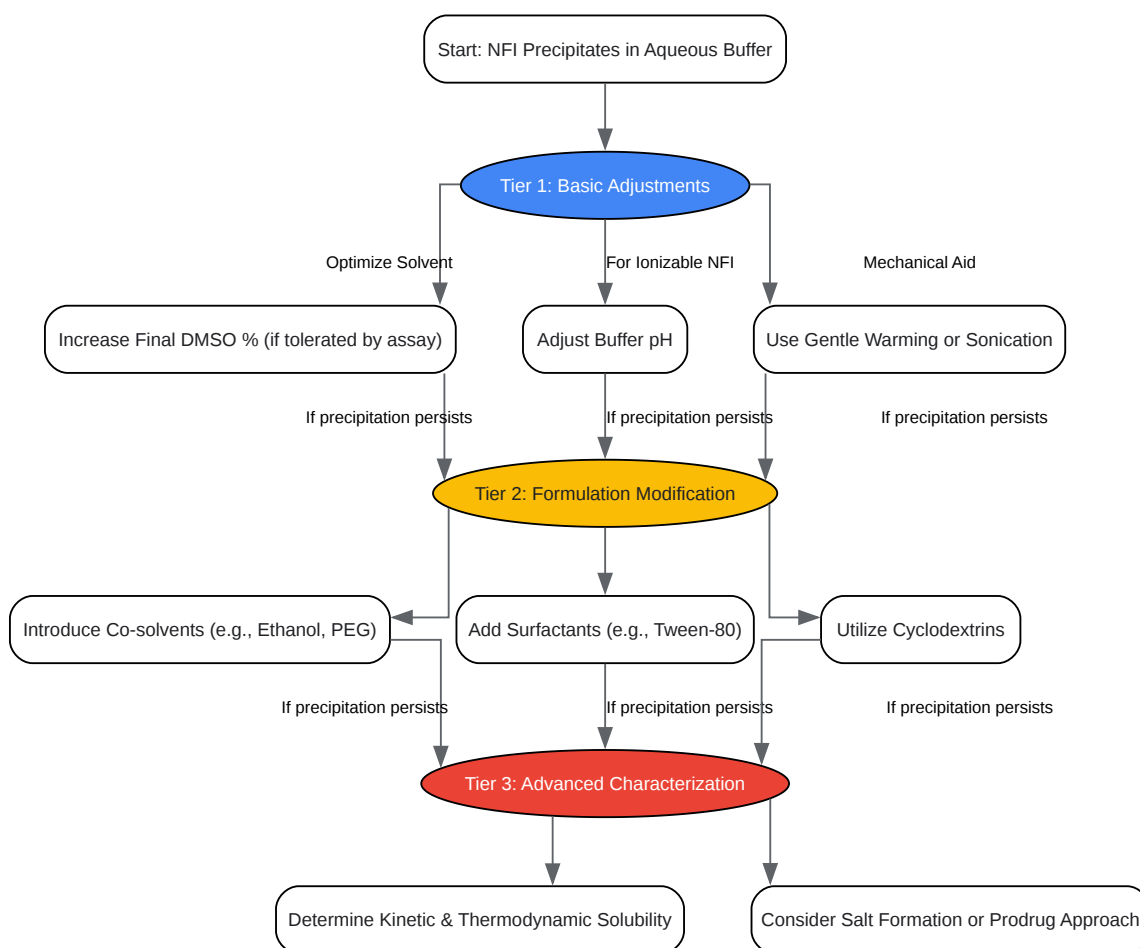 Start: NFI Precipitates in Aqueous Buffer
Tier 1: Basic Adjustments
Optimize Solvent
For Ionizable NFI
Mechanical Aid
Increase Final DMSO % (if tolerated by assay)
Adjust Buffer pH
Use Gentle Warming or Sonication
If precipitation persists
If precipitation persists
If precipitation persists
Tier 2: Formulation Modification
Introduce Co-solvents (e.g., Ethanol, PEG)
Add Surfactants (e.g., Tween-80)
Utilize Cyclodextrins
If precipitation persists
If precipitation persists
If precipitation persists
Tier 3: Advanced Characterization
Determine Kinetic & Thermodynamic Solubility
Consider Salt Formation or Prodrug Approach